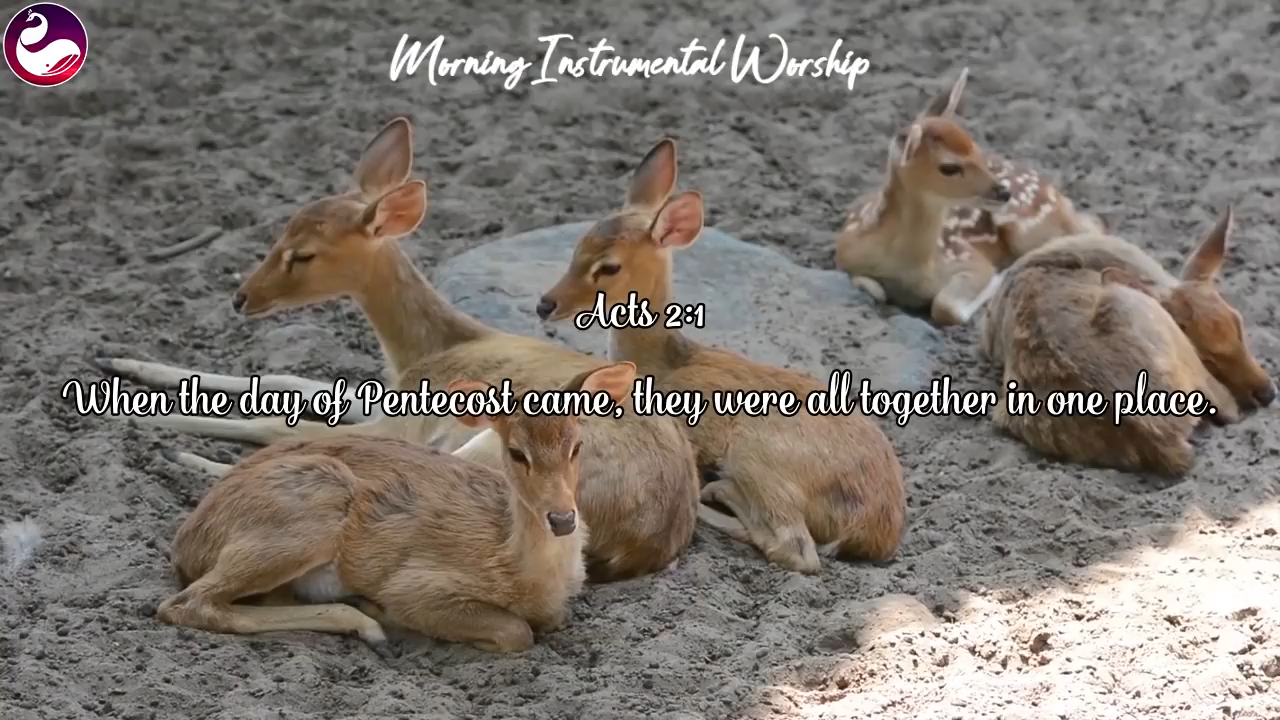 Morning Instrumental Worship
Acts 2:1
When the day of Pentecost came, they were all together in one place.